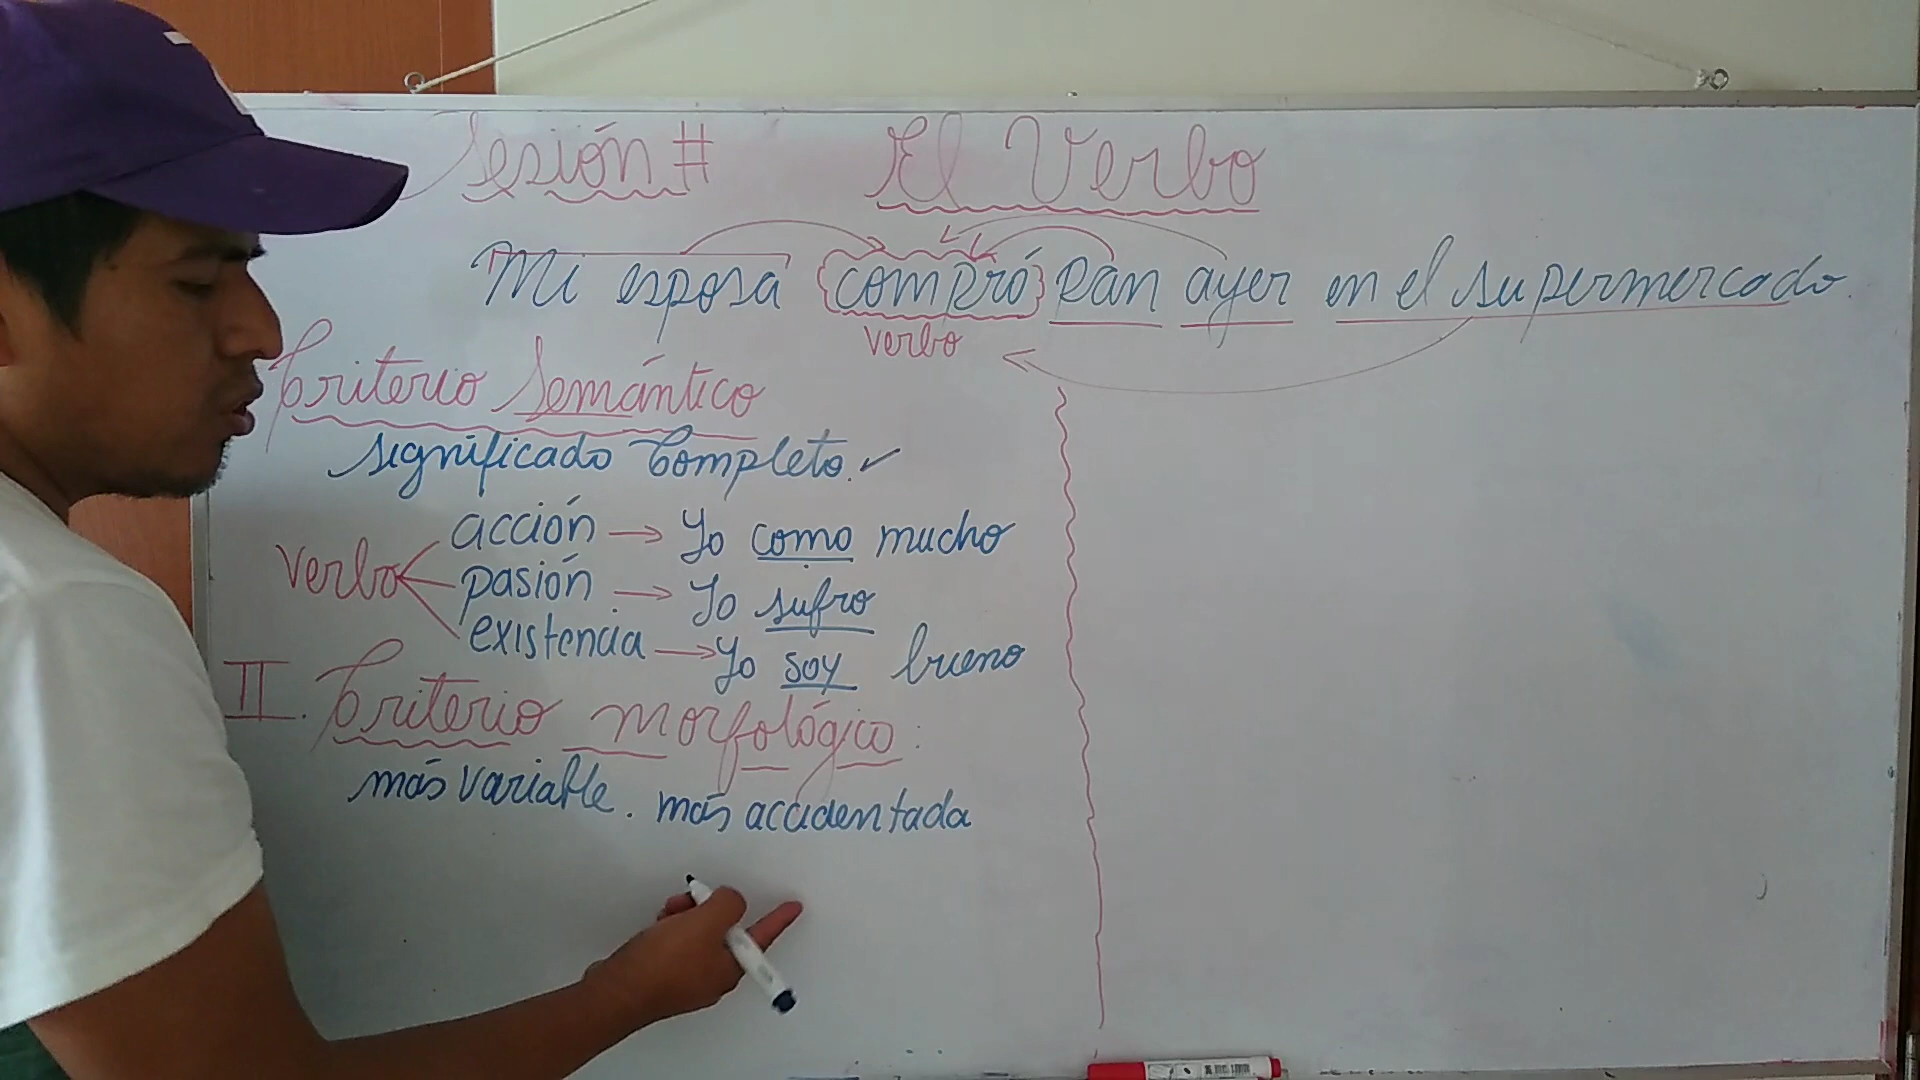 Sesión # El Verbo
Mi esposa compró pan ayer en el supermercado.
verbo
Criterio Semántico
significado completo.
Verbo
acción → Yo como mucho
pasión → Yo sufro
existencia → Yo soy bueno
II. Criterio morfológico:
más variable. más accidentada